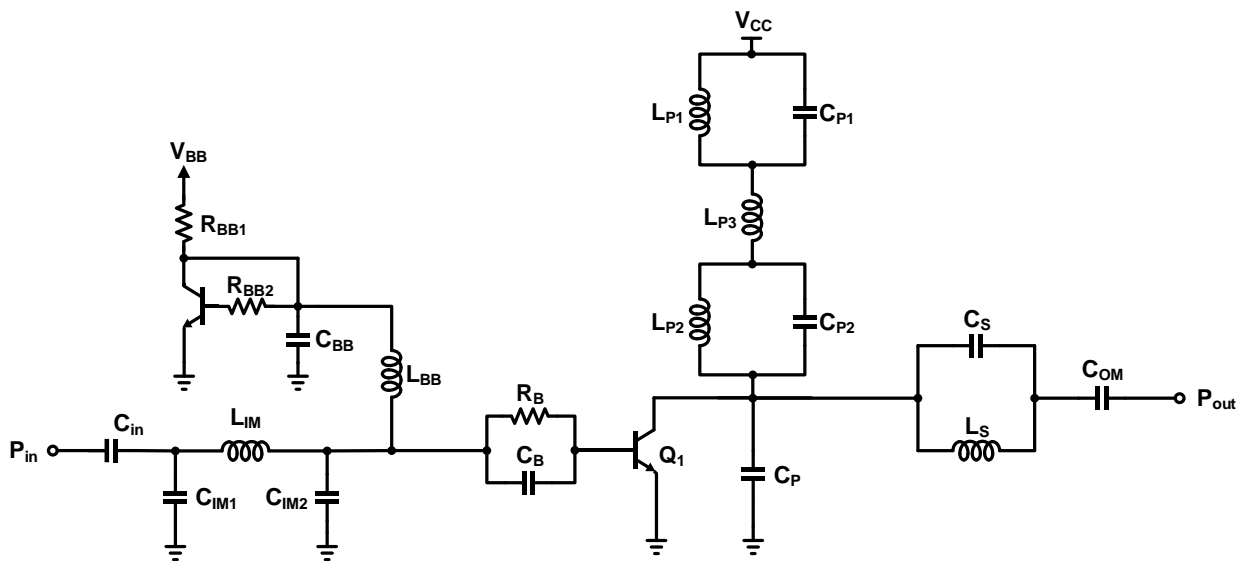 V_CC
L_P1
C_P1
V_BB
R_BB1
L_P3
R_BB2
C_BB
L_P2
C_P2
C_S
L_BB
C_OM
R_B
P_out
C_in
L_IM
L_S
P_in
C_B
Q_1
C_P
C_IM1
C_IM2